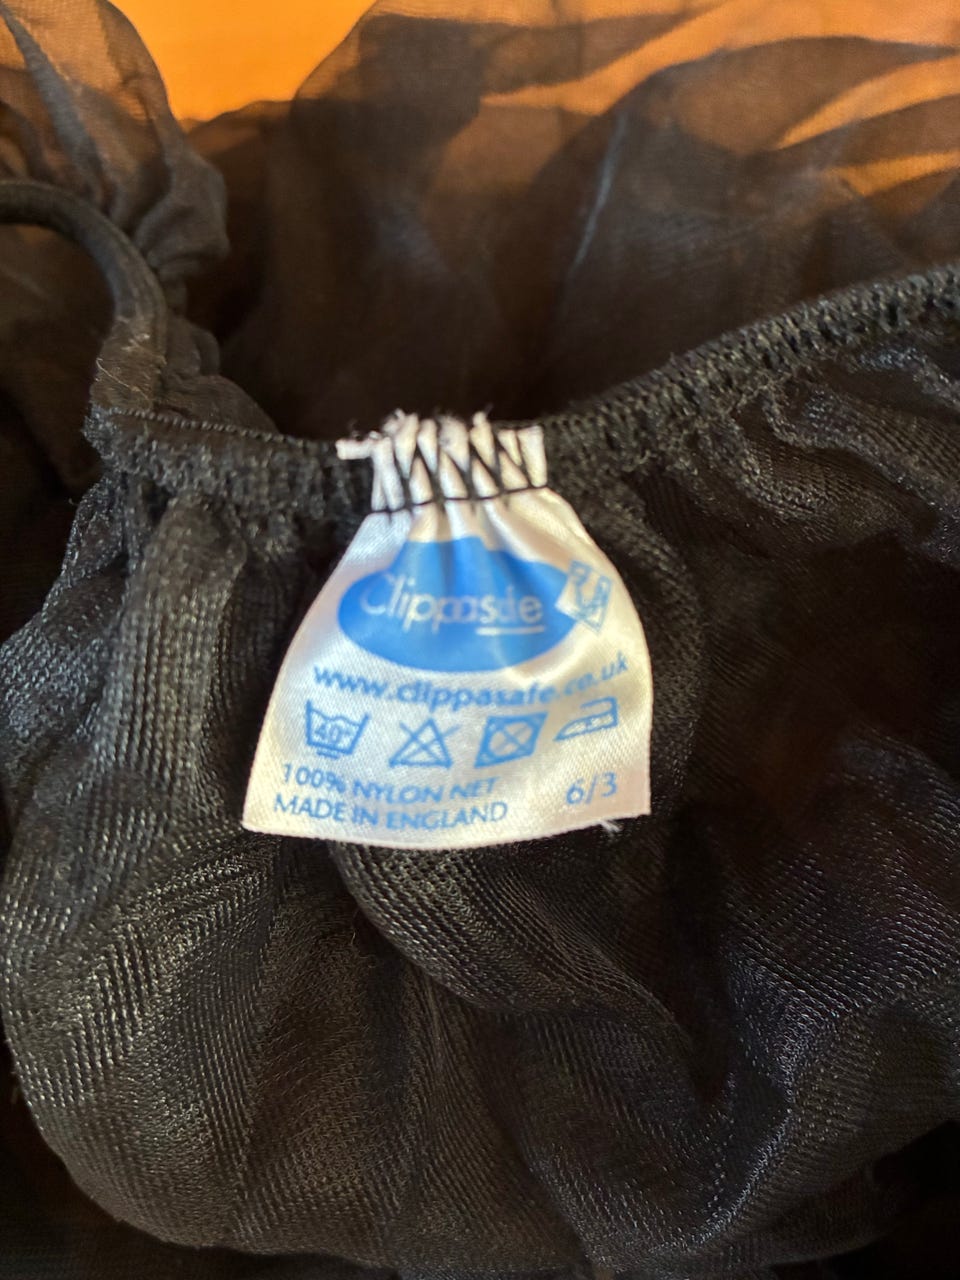 Clippasafe
www.clippasafe.co.uk
40°
100% NYLON NET
MADE IN ENGLAND
6/3